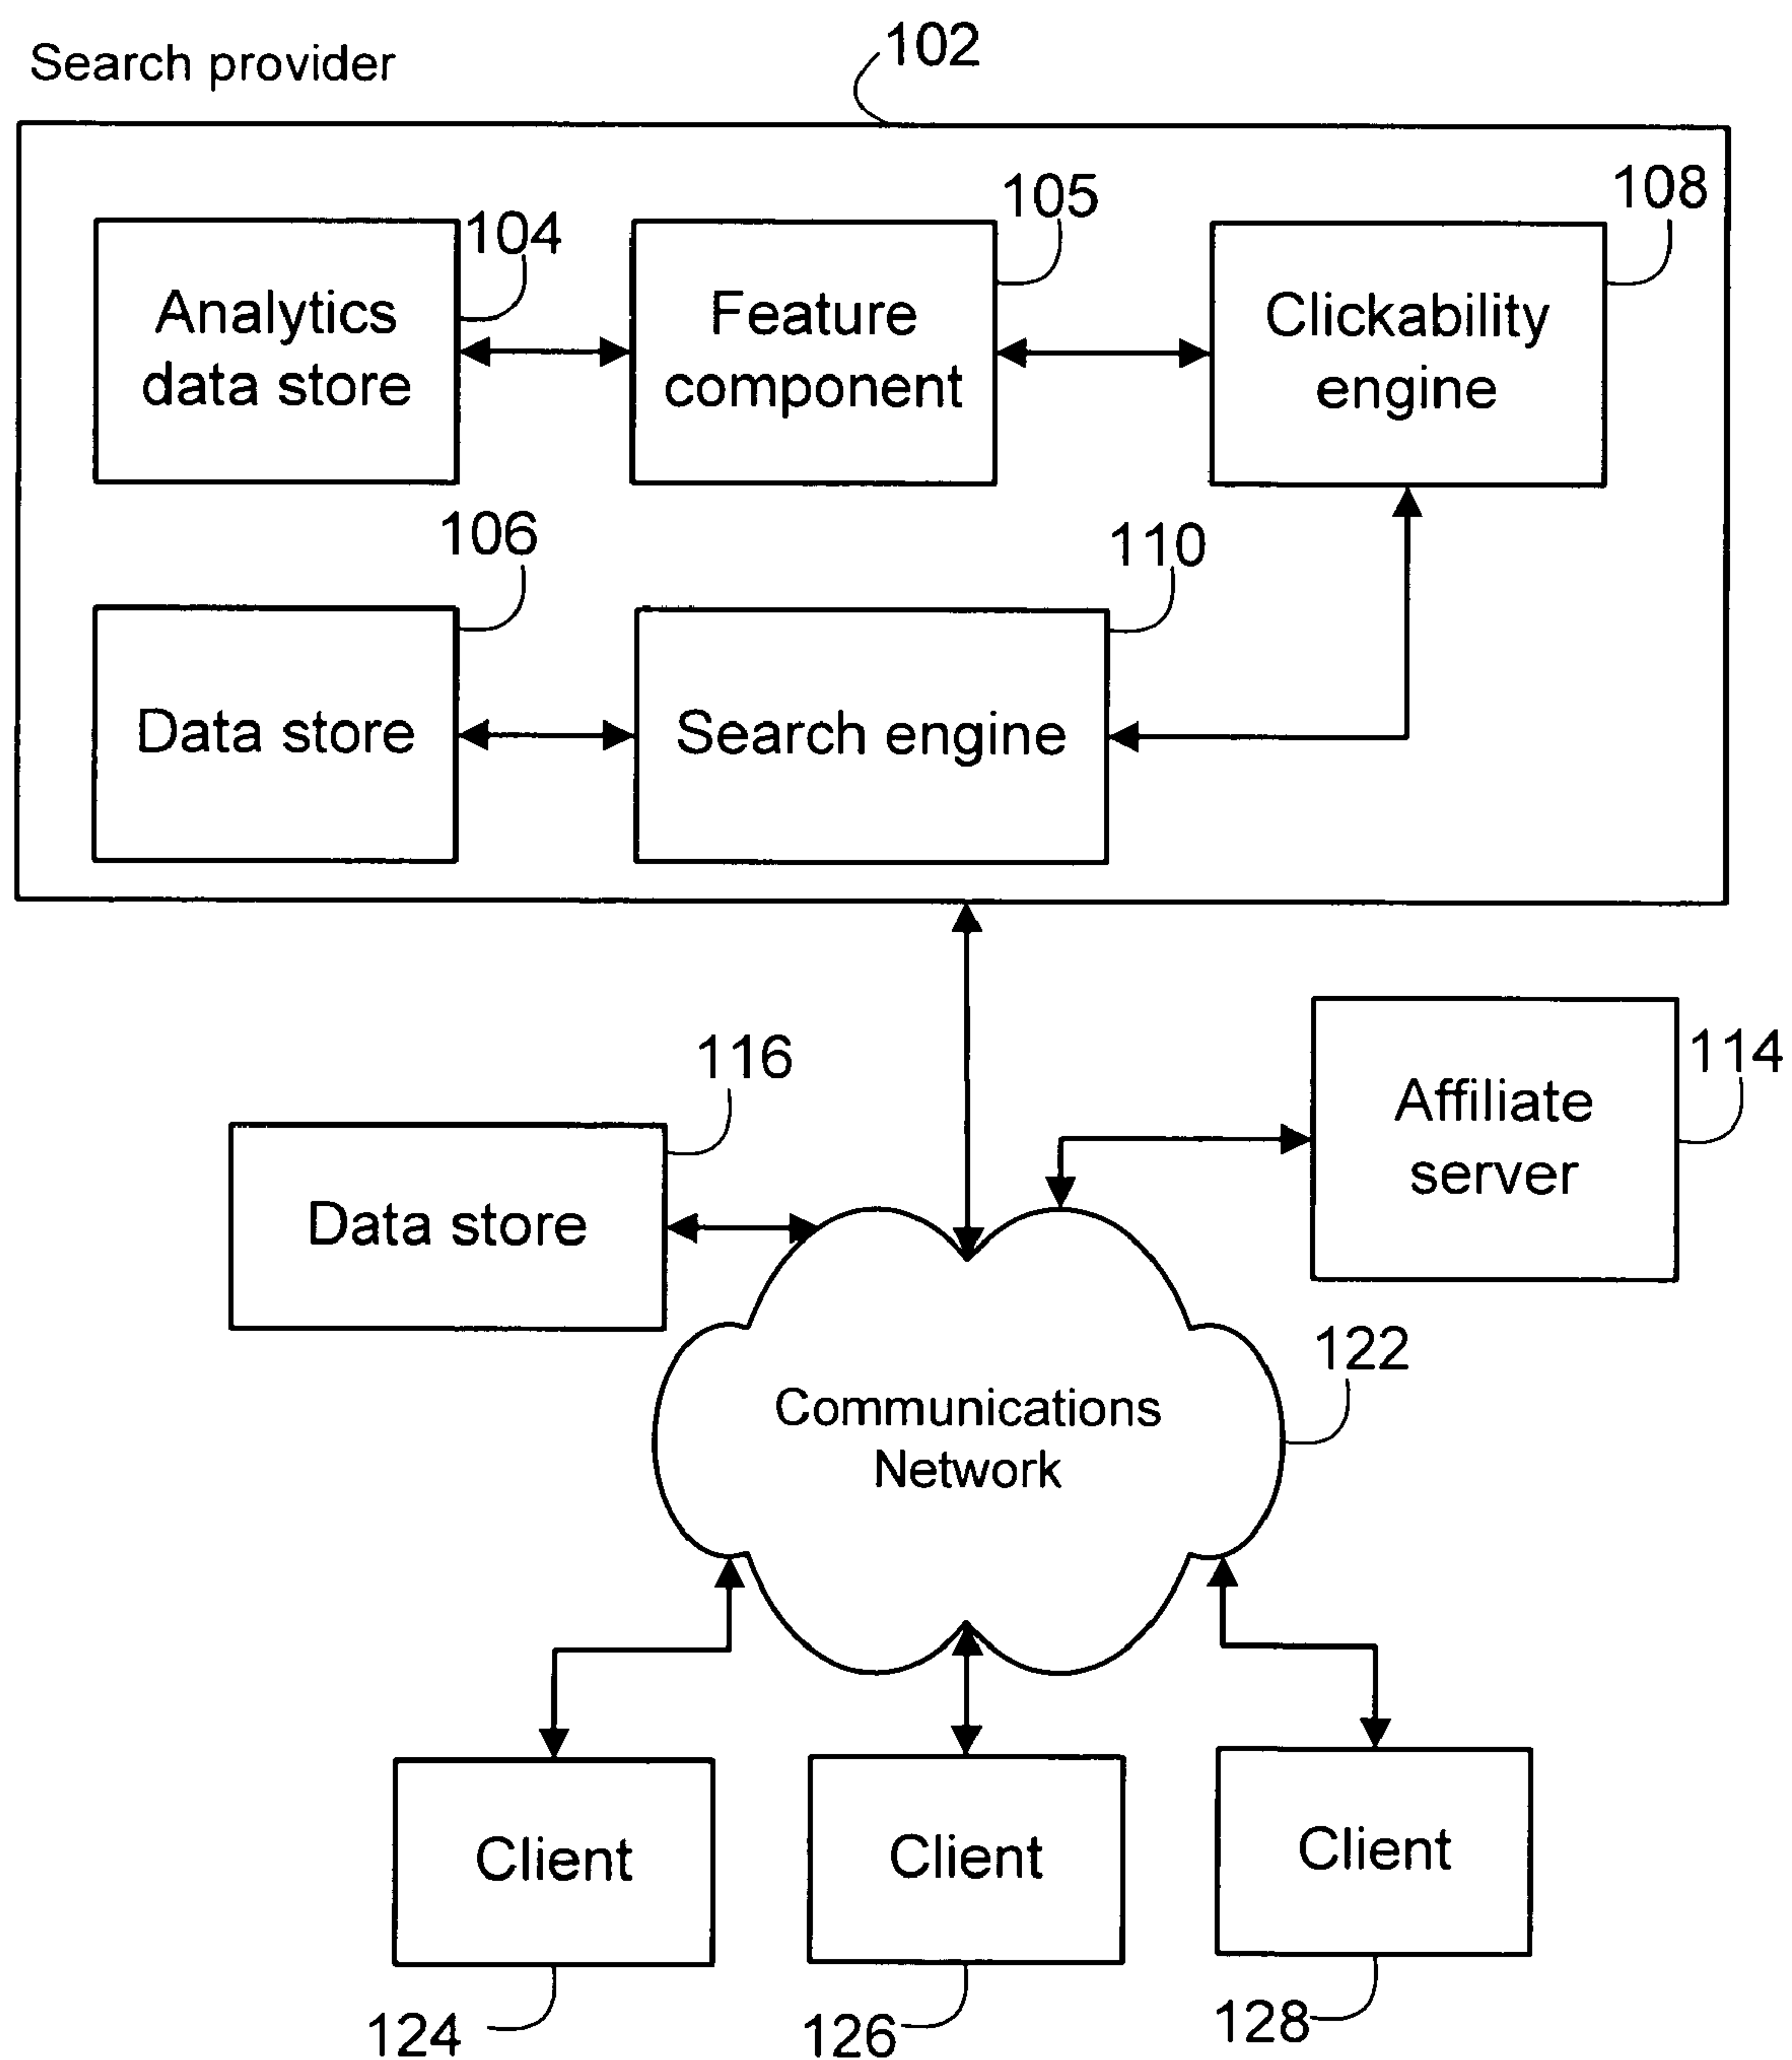 Search provider
102
104
105
108
Analytics
data store
Feature
component
Clickability
engine
106
110
Data store
Search engine
116
114
Data store
Affiliate
server
122
Communications
Network
Client
Client
Client
124
126
128